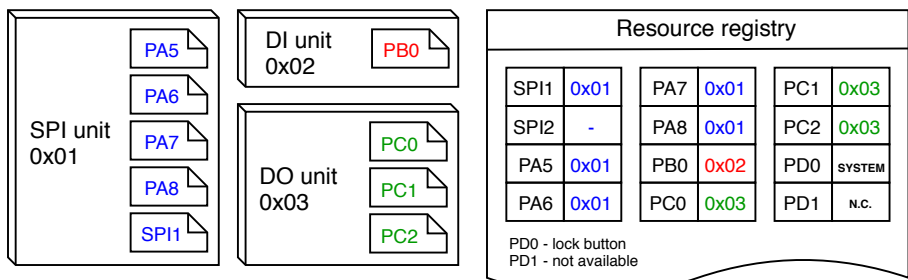 SPI unit
0x01
PA5
PA6
PA7
PA8
SPI1
DI unit
0x02
PB0
DO unit
0x03
PC0
PC1
PC2
Resource registry
SPI1 0x01 PA7 0x01 PC1 0x03
SPI2 - PA8 0x01 PC2 0x03
PA5 0x01 PB0 0x02 PD0 SYSTEM
PA6 0x01 PC0 0x03 PD1 N.C.
PD0 - lock button
PD1 - not available